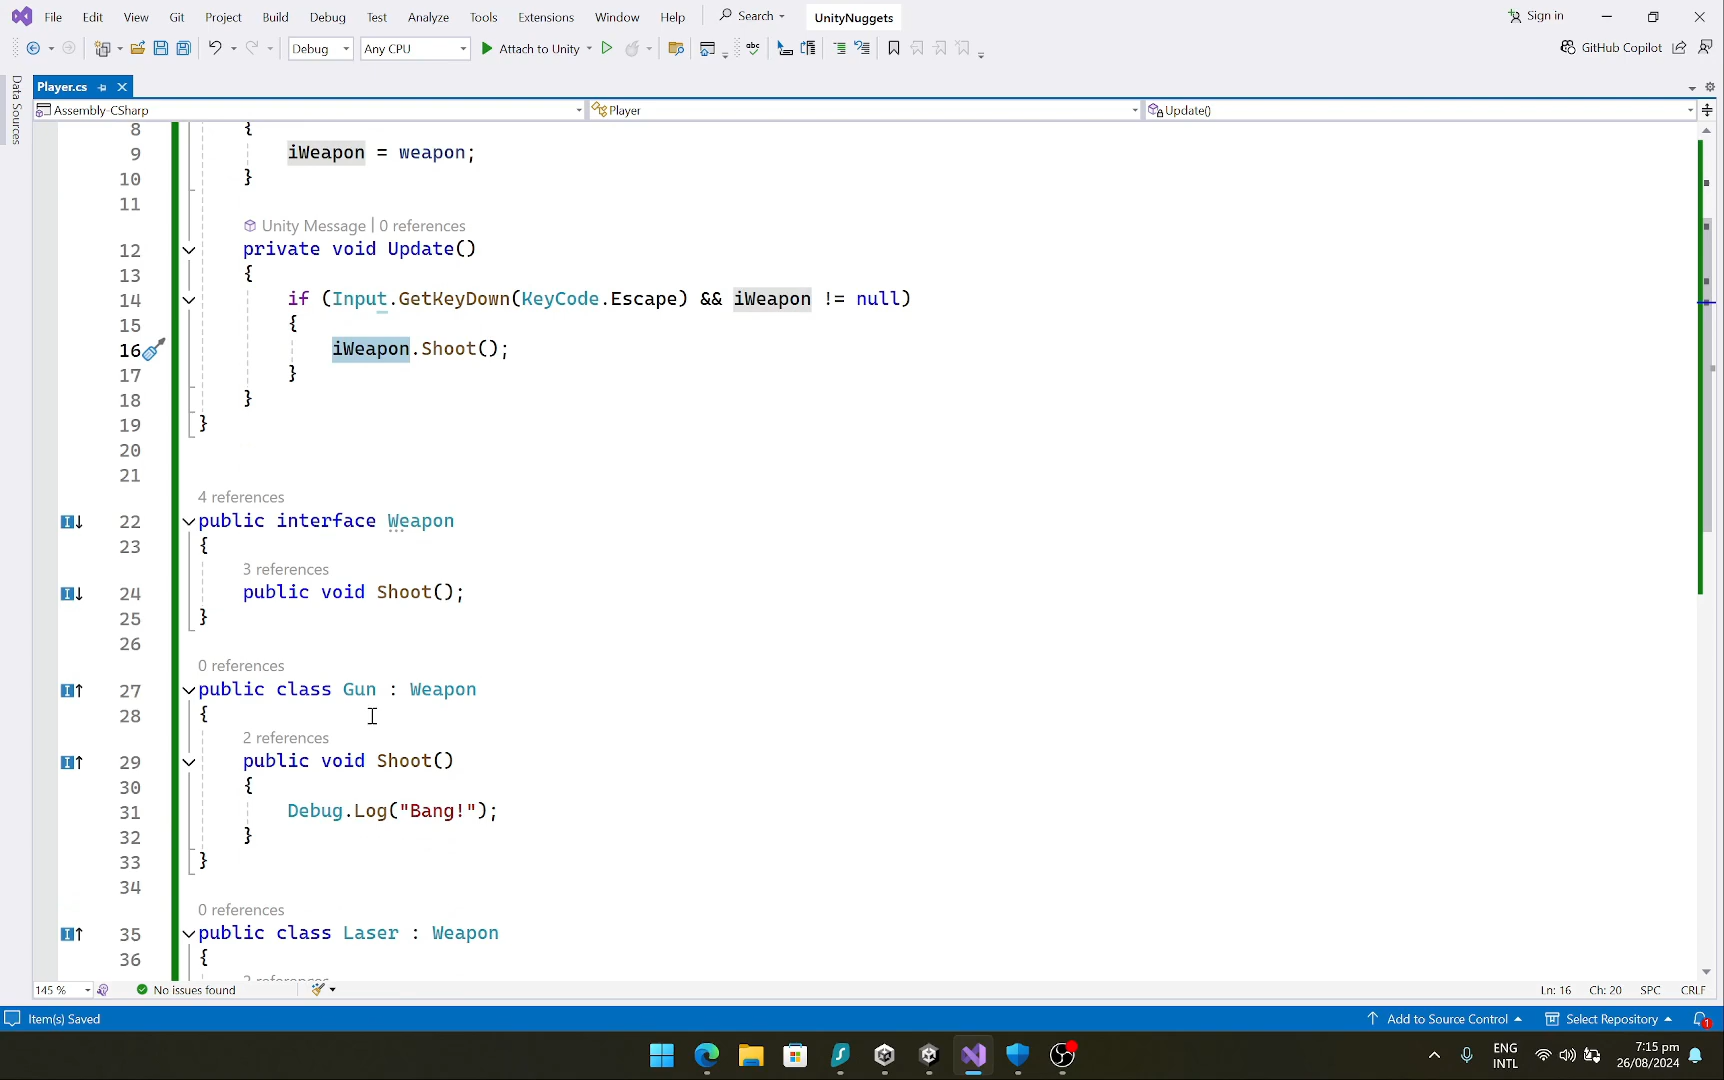 File Edit View Git Project Build Debug Test Analyze Tools Extensions Window Help Search UnityNuggets Sign in
Debug Any CPU Attach to Unity abc GitHub Copilot
Data Sources
Player.cs
Assembly-CSharp Player Update()
8 {
9 iWeapon = weapon;
10 }
11
Unity Message | 0 references
12 private void Update()
13 {
14 if (Input.GetKeyDown(KeyCode.Escape) && iWeapon != null)
15 {
16 iWeapon.Shoot();
17 }
18 }
19 }
20
21
4 references
22 public interface Weapon
23 {
3 references
24 public void Shoot();
25 }
26
0 references
27 public class Gun : Weapon
28 {
2 references
29 public void Shoot()
30 {
31 Debug.Log("Bang!");
32 }
33 }
34
0 references
35 public class Laser : Weapon
36 {
2 references
145 % No issues found Ln: 16 Ch: 20 SPC CRLF
Item(s) Saved Add to Source Control Select Repository 1
ENG INTL 7:15 pm
26/08/2024